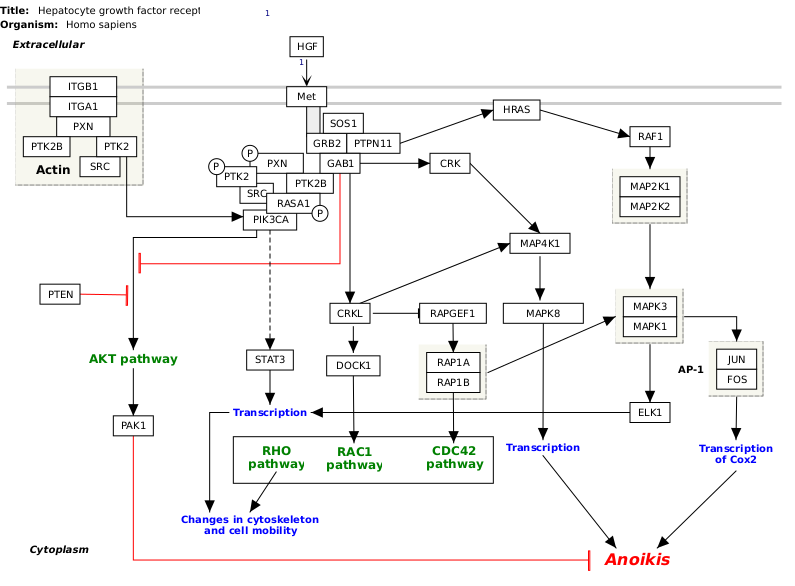 Title: Hepatocyte growth factor recept
1
Organism: Homo sapiens
Extracellular
HGF
1
ITGB1
Met
ITGA1
HRAS
SOS1
PXN
RAF1
GRB2 PTPN11
PTK2B PTK2
P
PXN
GAB1
CRK
SRC
Actin
P
PTK2
PTK2B
MAP2K1
SRC
MAP2K2
RASA1
P
PIK3CA
MAP4K1
PTEN
MAPK3
CRKL
RAPGEF1
MAPK8
MAPK1
AKT pathway
STAT3
DOCK1
RAP1A
JUN
AP-1
RAP1B
FOS
Transcription
ELK1
PAK1
RHO
pathway
RAC1
pathway
CDC42
pathway
Transcription
Transcription
of Cox2
Changes in cytoskeleton
and cell mobility
Cytoplasm
Anoikis